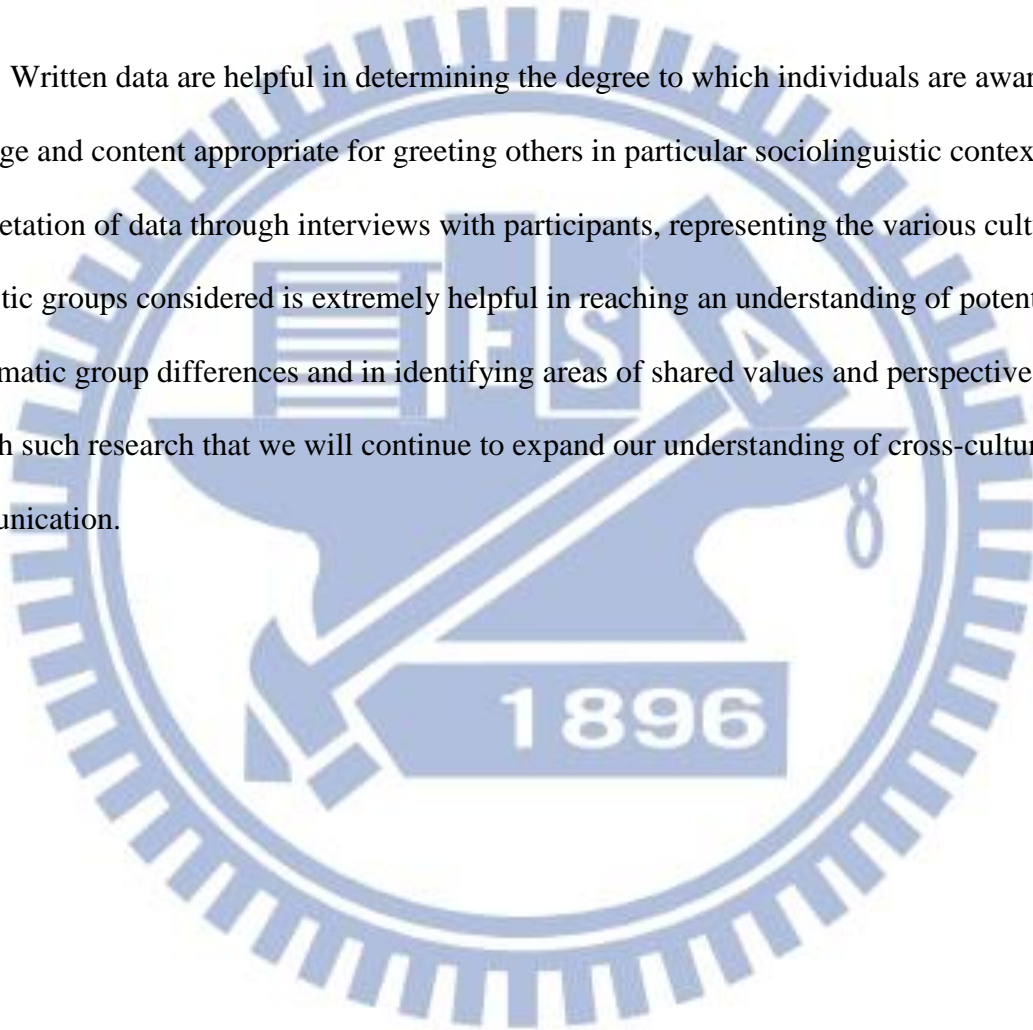 Written data are helpful in determining the degree to which individuals are awar
ge and content appropriate for greeting others in particular sociolinguistic contex
etation of data through interviews with participants, representing the various cult
tic groups considered is extremely helpful in reaching an understanding of potent
matic group differences and in identifying areas of shared values and perspective
h such research that we will continue to expand our understanding of cross-cultur
unication.
E S A
1896